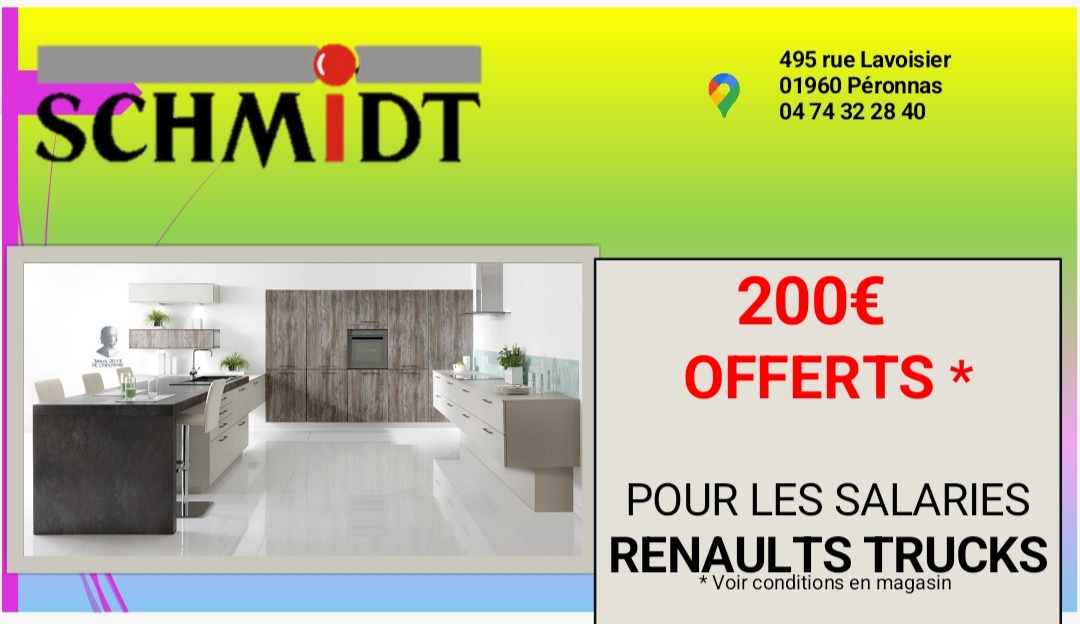 SCHMiDT
495 rue Lavoisier
01960 Péronnas
04 74 32 28 40
200€
OFFERTS *
POUR LES SALARIES
RENAULTS TRUCKS
* Voir conditions en magasin